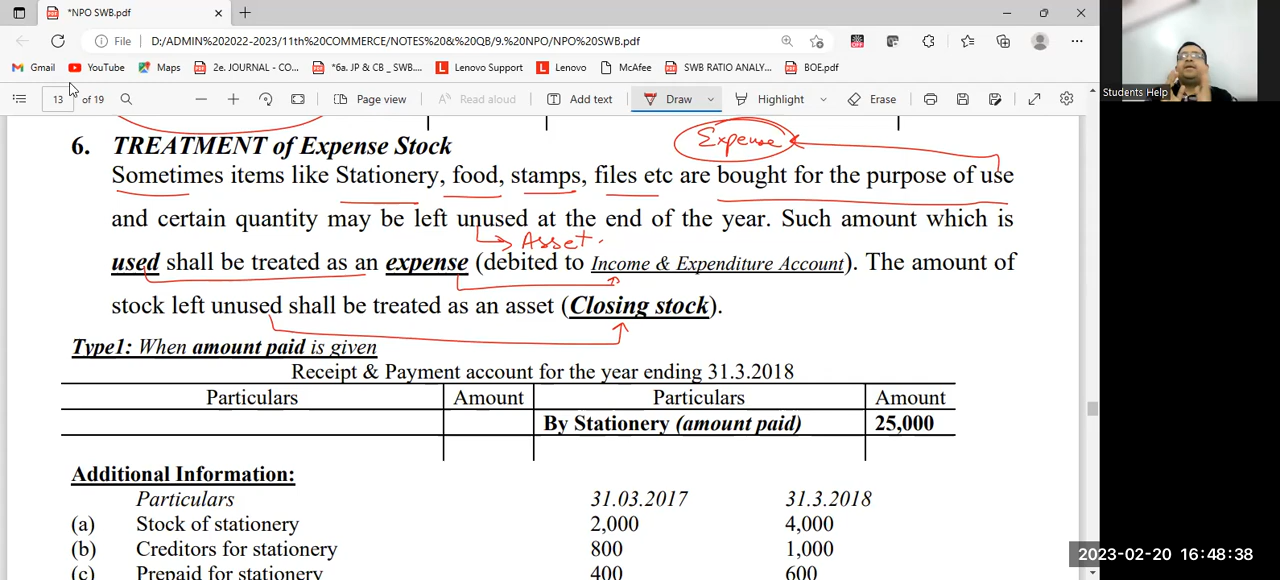 *NPO SWB.pdf
File D:/ADMIN%202022-2023/11th%20COMMERCE/NOTES%20&%20QB/9.%20NPO/NPO%20SWB.pdf
Gmail YouTube Maps 2e. JOURNAL - CO... *6a. JP & CB _ SWB.... Lenovo Support Lenovo McAfee SWB RATIO ANALY... BOE.pdf
13 of 19 Page view Read aloud Add text Draw Highlight Erase
Students Help
Expense
6. TREATMENT of Expense Stock
Sometimes items like Stationery, food, stamps, files etc are bought for the purpose of use
and certain quantity may be left unused at the end of the year. Such amount which is
Asset.
used shall be treated as an expense (debited to Income & Expenditure Account). The amount of
stock left unused shall be treated as an asset (Closing stock).
Type1: When amount paid is given
Receipt & Payment account for the year ending 31.3.2018
Particulars Amount Particulars Amount
By Stationery (amount paid) 25,000
Additional Information:
Particulars 31.03.2017 31.3.2018
(a) Stock of stationery 2,000 4,000
(b) Creditors for stationery 800 1,000
(c) Prepaid for stationery 400 600
2023-02-20 16:48:38